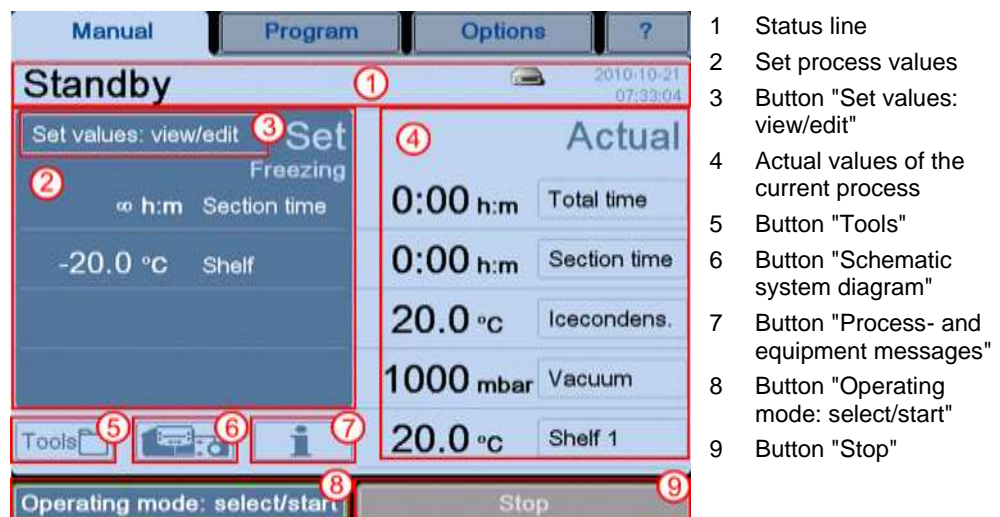 Manual Program Options ?
Standby 1 2010-10-21
07:33:04
Set values: view/edit 3 Set
Freezing
2
∞ h:m Section time
-20.0 °C Shelf
4 Actual
0:00 h:m Total time
0:00 h:m Section time
20.0 °C Icecondens.
1000 mbar Vacuum
20.0 °C Shelf 1
Tools 5 6 i 7
Operating mode: select/start 8
Stop 9
1 Status line
2 Set process values
3 Button "Set values:
view/edit"
4 Actual values of the
current process
5 Button "Tools"
6 Button "Schematic
system diagram"
7 Button "Process- and
equipment messages"
8 Button "Operating
mode: select/start"
9 Button "Stop"